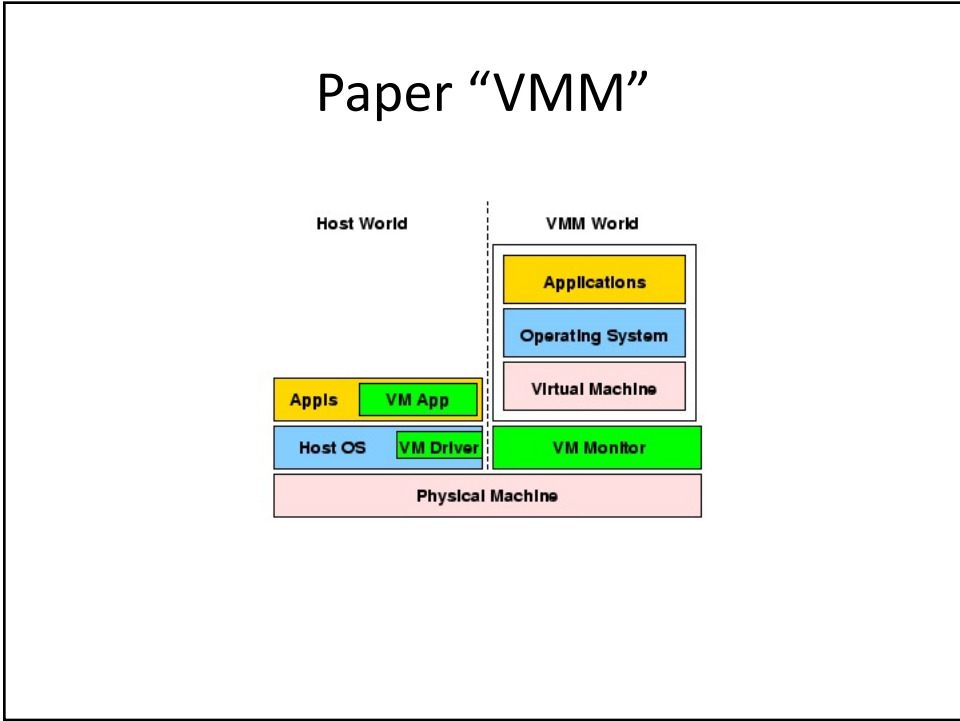 Paper “VMM”
Host World
VMM World
Applications
Operating System
Virtual Machine
Appls
VM App
Host OS
VM Driver
VM Monitor
Physical Machine